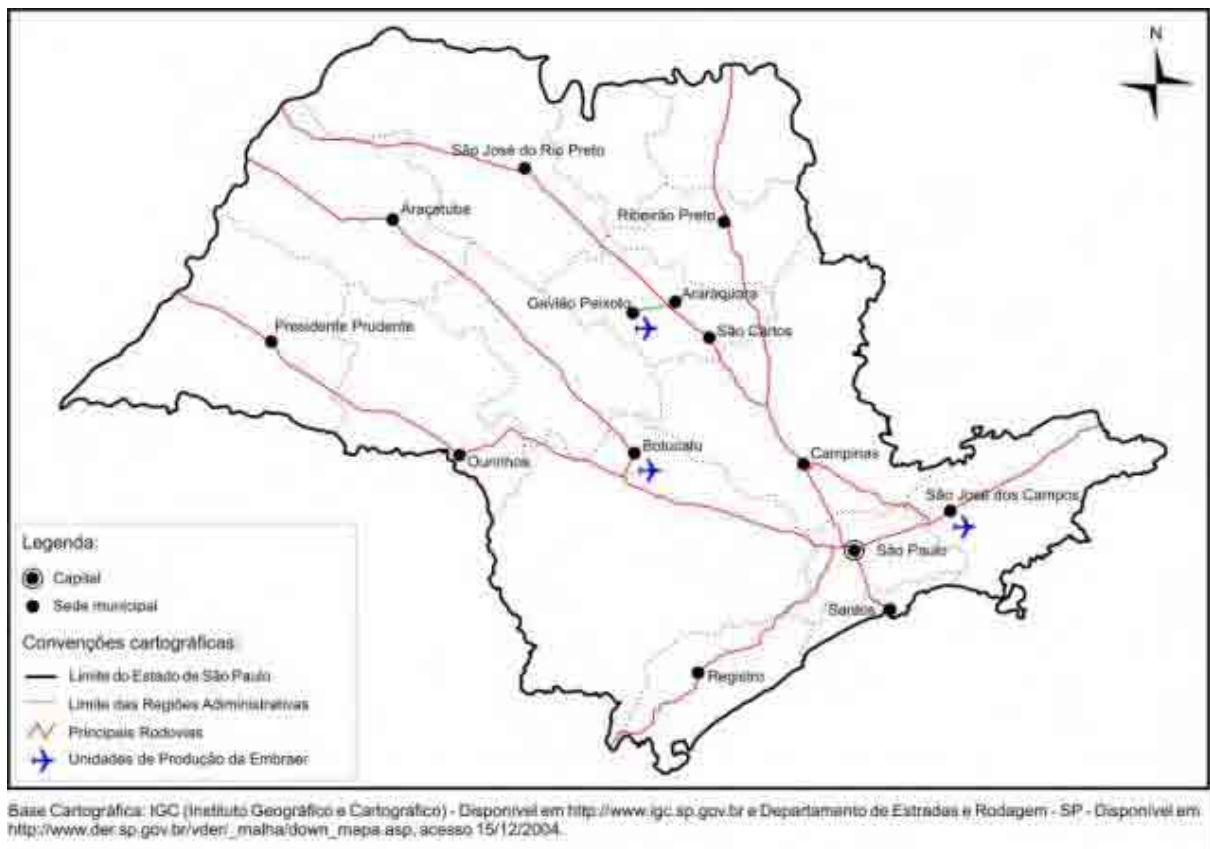 N
São José do Rio Preto
Araçatuba
Ribeirão Preto
Araraquara
Gavião Peixoto
São Carlos
Presidente Prudente
Botucatu
Ourinhos
Campinas
São José dos Campos
São Paulo
Santos
Registro
Legenda:
Capital
Sede municipal
Convenções cartográficas:
Limite do Estado de São Paulo
Limite das Regiões Administrativas
Principais Rodovias
Unidades de Produção da Embraer
Base Cartográfica: IGC (Instituto Geográfico e Cartográfico) - Disponível em http://www.igc.sp.gov.br e Departamento de Estradas e Rodagem - SP - Disponível em
http://www.der.sp.gov.br/vder/_malha/down_mapa.asp, acesso 15/12/2004.